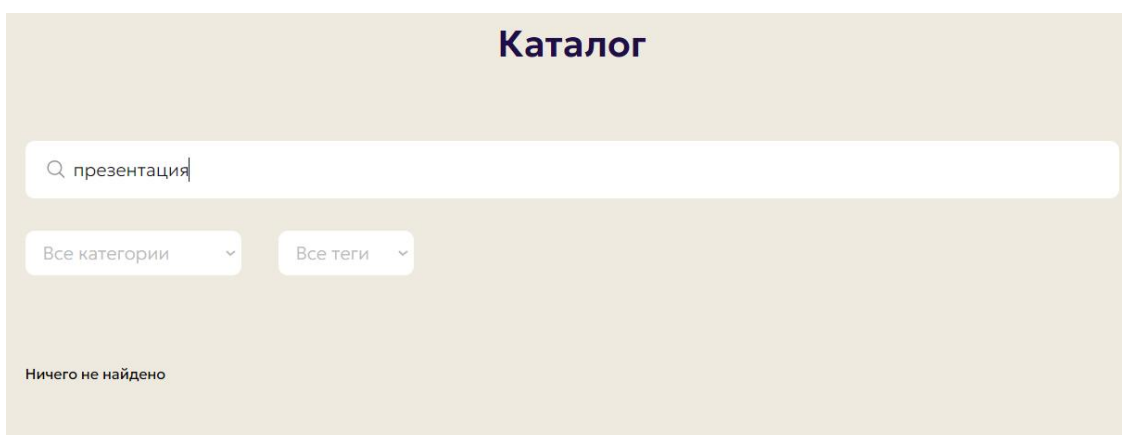 Каталог
презентация
Все категории
Все теги
Ничего не найдено